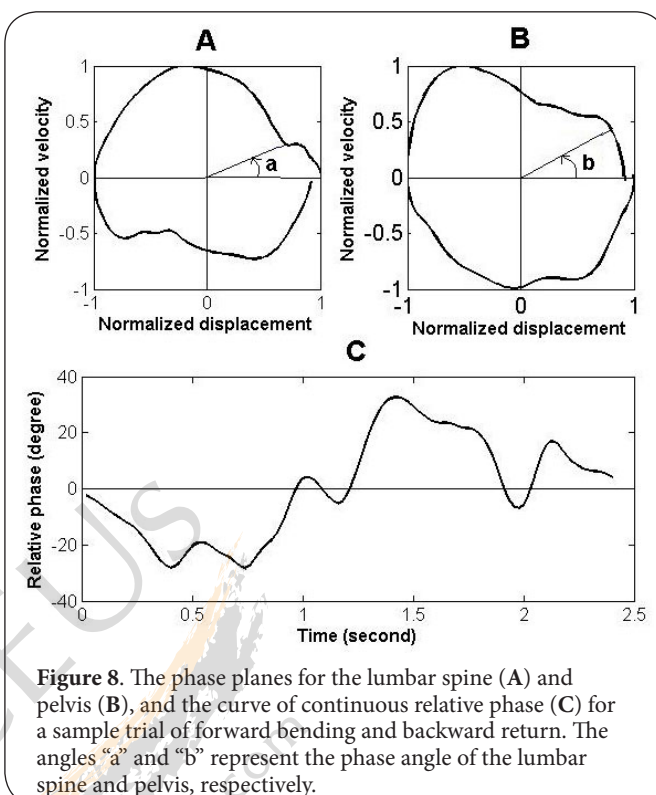 A
B
1
0.5
0
-0.5
-1
-1
0
1
Normalized velocity
Normalized displacement
a
1
0.5
0
-0.5
-1
-1
0
1
Normalized velocity
Normalized displacement
b
C
40
20
0
-20
-40
0
0.5
1
1.5
2
2.5
Relative phase (degree)
Time (second)
Figure 8. The phase planes for the lumbar spine (A) and
pelvis (B), and the curve of continuous relative phase (C) for
a sample trial of forward bending and backward return. The
angles “a” and “b” represent the phase angle of the lumbar
spine and pelvis, respectively.